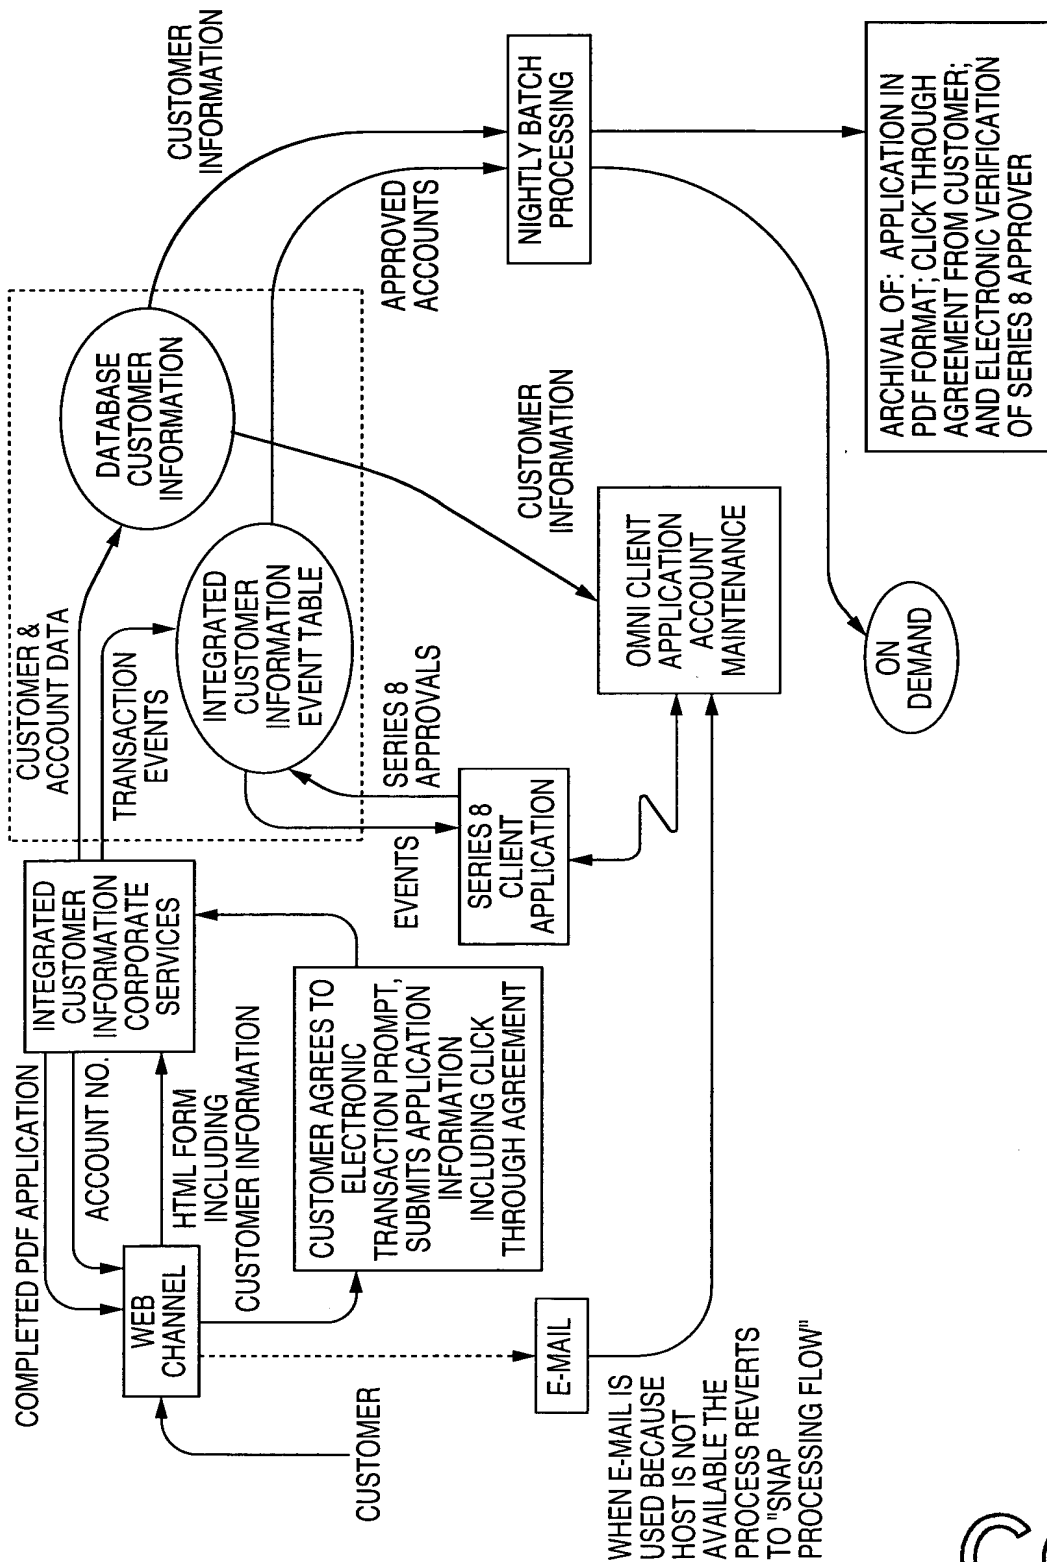 COMPLETED PDF APPLICATION
ACCOUNT NO.
INTEGRATED
CUSTOMER
INFORMATION
CORPORATE
SERVICES
CUSTOMER &
ACCOUNT DATA
TRANSACTION
EVENTS
DATABASE
CUSTOMER
INFORMATION
CUSTOMER
INFORMATION
WEB
CHANNEL
HTML FORM
INCLUDING
CUSTOMER INFORMATION
INTEGRATED
CUSTOMER
INFORMATION
EVENT TABLE
APPROVED
ACCOUNTS
CUSTOMER
CUSTOMER AGREES TO
ELECTRONIC
TRANSACTION PROMPT,
SUBMITS APPLICATION
INFORMATION
INCLUDING CLICK
THROUGH AGREEMENT
EVENTS
SERIES 8
APPROVALS
SERIES 8
CLIENT
APPLICATION
NIGHTLY BATCH
PROCESSING
CUSTOMER
INFORMATION
E-MAIL
OMNI CLIENT
APPLICATION
ACCOUNT
MAINTENANCE
WHEN E-MAIL IS
USED BECAUSE
HOST IS NOT
AVAILABLE THE
PROCESS REVERTS
TO "SNAP
PROCESSING FLOW"
ON
DEMAND
ARCHIVAL OF: APPLICATION IN
PDF FORMAT; CLICK THROUGH
AGREEMENT FROM CUSTOMER;
AND ELECTRONIC VERIFICATION
OF SERIES 8 APPROVER